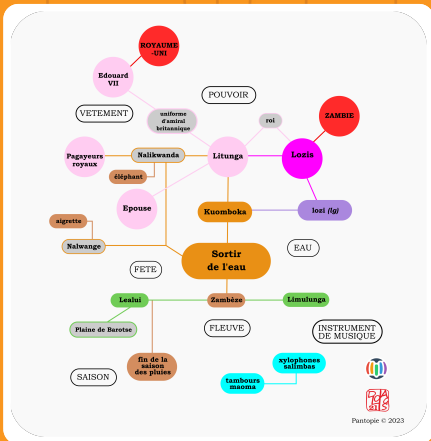 ROYAUME
-UNI
Edouard
VII
POUVOIR
VETEMENT
uniforme
d'amiral
britannique
roi
ZAMBIE
Pagayeurs
royaux
Nalikwanda
Litunga
Lozis
éléphant
Epouse
Kuomboka
lozi (lg)
aigrette
Nalwange
Sortir
de l'eau
EAU
FETE
Lealui
Zambèze
Limulunga
Plaine de Barotse
FLEUVE
INSTRUMENT
DE MUSIQUE
fin de la
saison
des pluies
SAISON
xylophones
salimbas
tambours
maoma
Pantopie © 2023